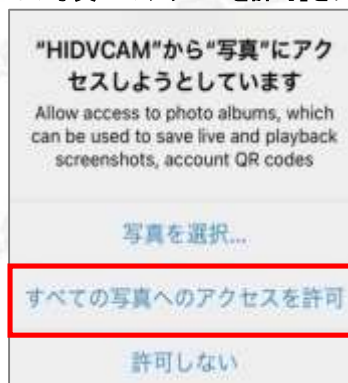 "HIDVCAM"から"写真"にアク
セスしようとしています
Allow access to photo albums, which
can be used to save live and playback
screenshots, account QR codes
写真を選択...
すべての写真へのアクセスを許可
許可しない